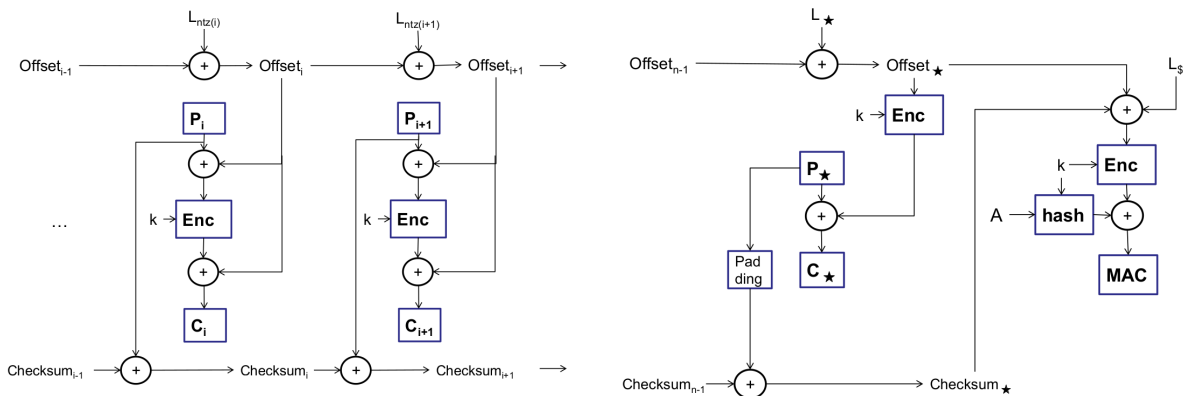 L_ntz(i)
L_ntz(i+1)
Offset_i-1
+
Offset_i
+
Offset_i+1
P_i
P_i+1
+
+
k
Enc
k
Enc
...
+
+
C_i
C_i+1
Checksum_i-1
+
Checksum_i
+
Checksum_i+1
L★
Offset_n-1
+
Offset★
L_$
k
Enc
+
P★
k
Enc
+
A
hash
+
Pad
ding
C★
MAC
Checksum_n-1
+
Checksum★